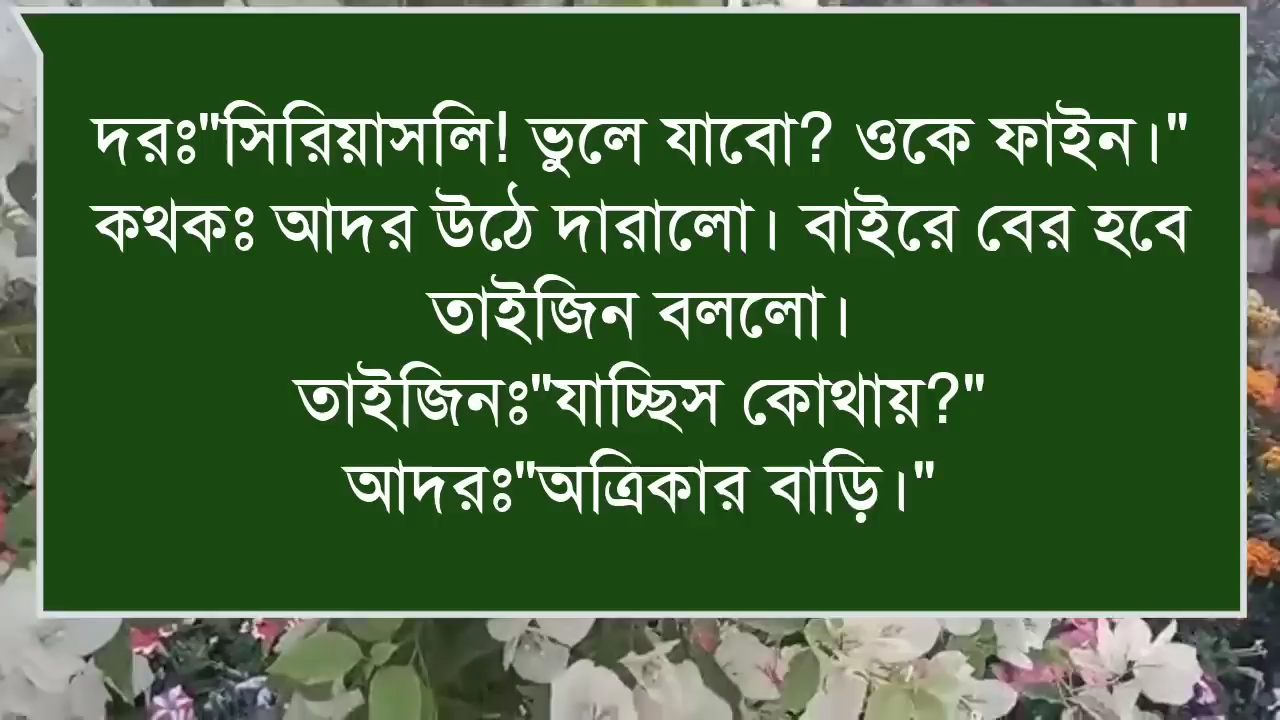 দরঃ"সিরিয়াসলি! ভুলে যাবো? ওকে ফাইন।"
কথকঃ আদর উঠে দারালো। বাইরে বের হবে
তাইজিন বললো।
তাইজিনঃ"যাচ্ছিস কোথায়?"
আদরঃ"অত্রিকার বাড়ি।"